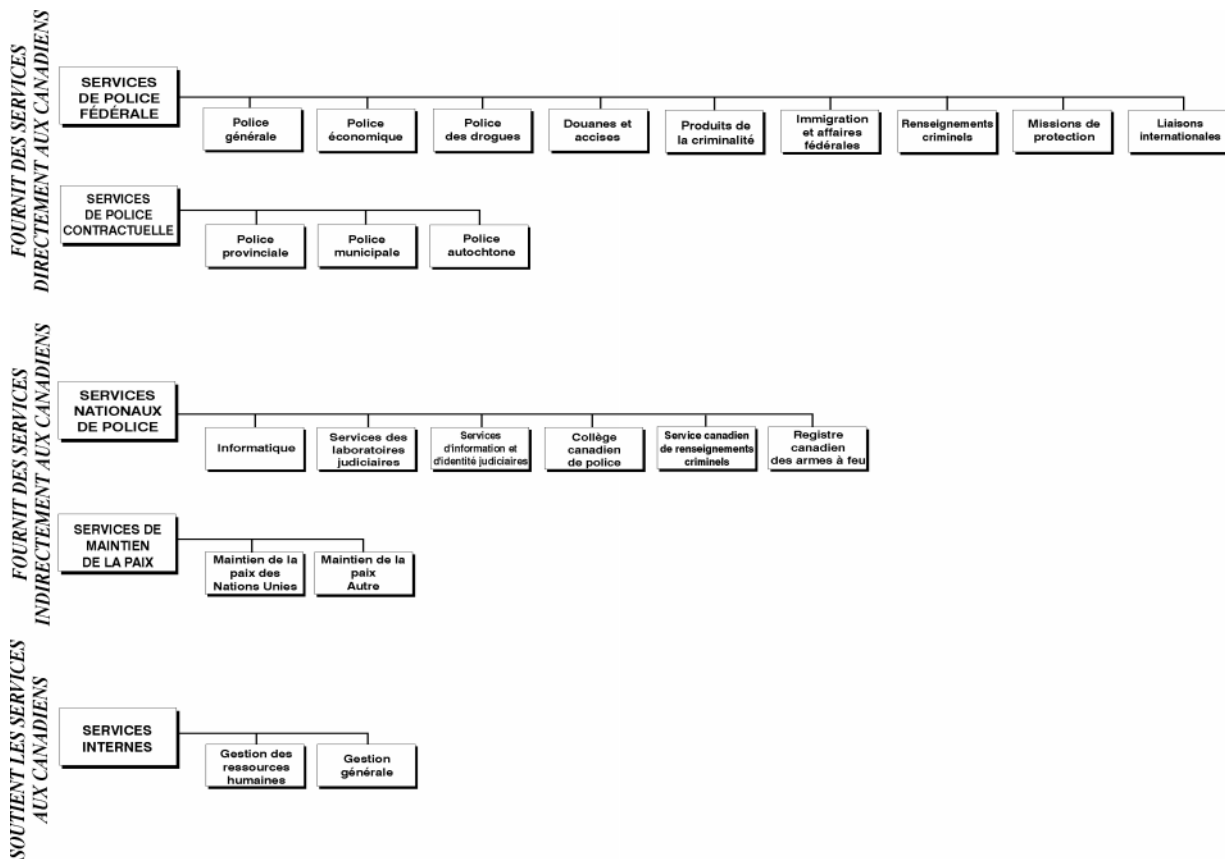 FOURNIT DES SERVICES
DIRECTEMENT AUX CANADIENS
SERVICES
DE POLICE
FÉDÉRALE
Police
générale
Police
économique
Police
des drogues
Douanes et
accises
Produits de
la criminalité
Immigration
et affaires
fédérales
Renseignements
criminels
Missions de
protection
Liaisons
internationales
SERVICES
DE POLICE
CONTRACTUELLE
Police
provinciale
Police
municipale
Police
autochtone
FOURNIT DES SERVICES
INDIRECTEMENT AUX CANADIENS
SERVICES
NATIONAUX
DE POLICE
Informatique
Services des
laboratoires
judiciaires
Services
d'information et
d'identité judiciaires
Collège
canadien
de police
Service canadien
de renseignements
criminels
Registre
canadien
des armes à feu
SERVICES DE
MAINTIEN
DE LA PAIX
Maintien de la
paix des
Nations Unies
Maintien de la
paix
Autre
SOUTIENT LES SERVICES
AUX CANADIENS
SERVICES
INTERNES
Gestion des
ressources
humaines
Gestion
générale